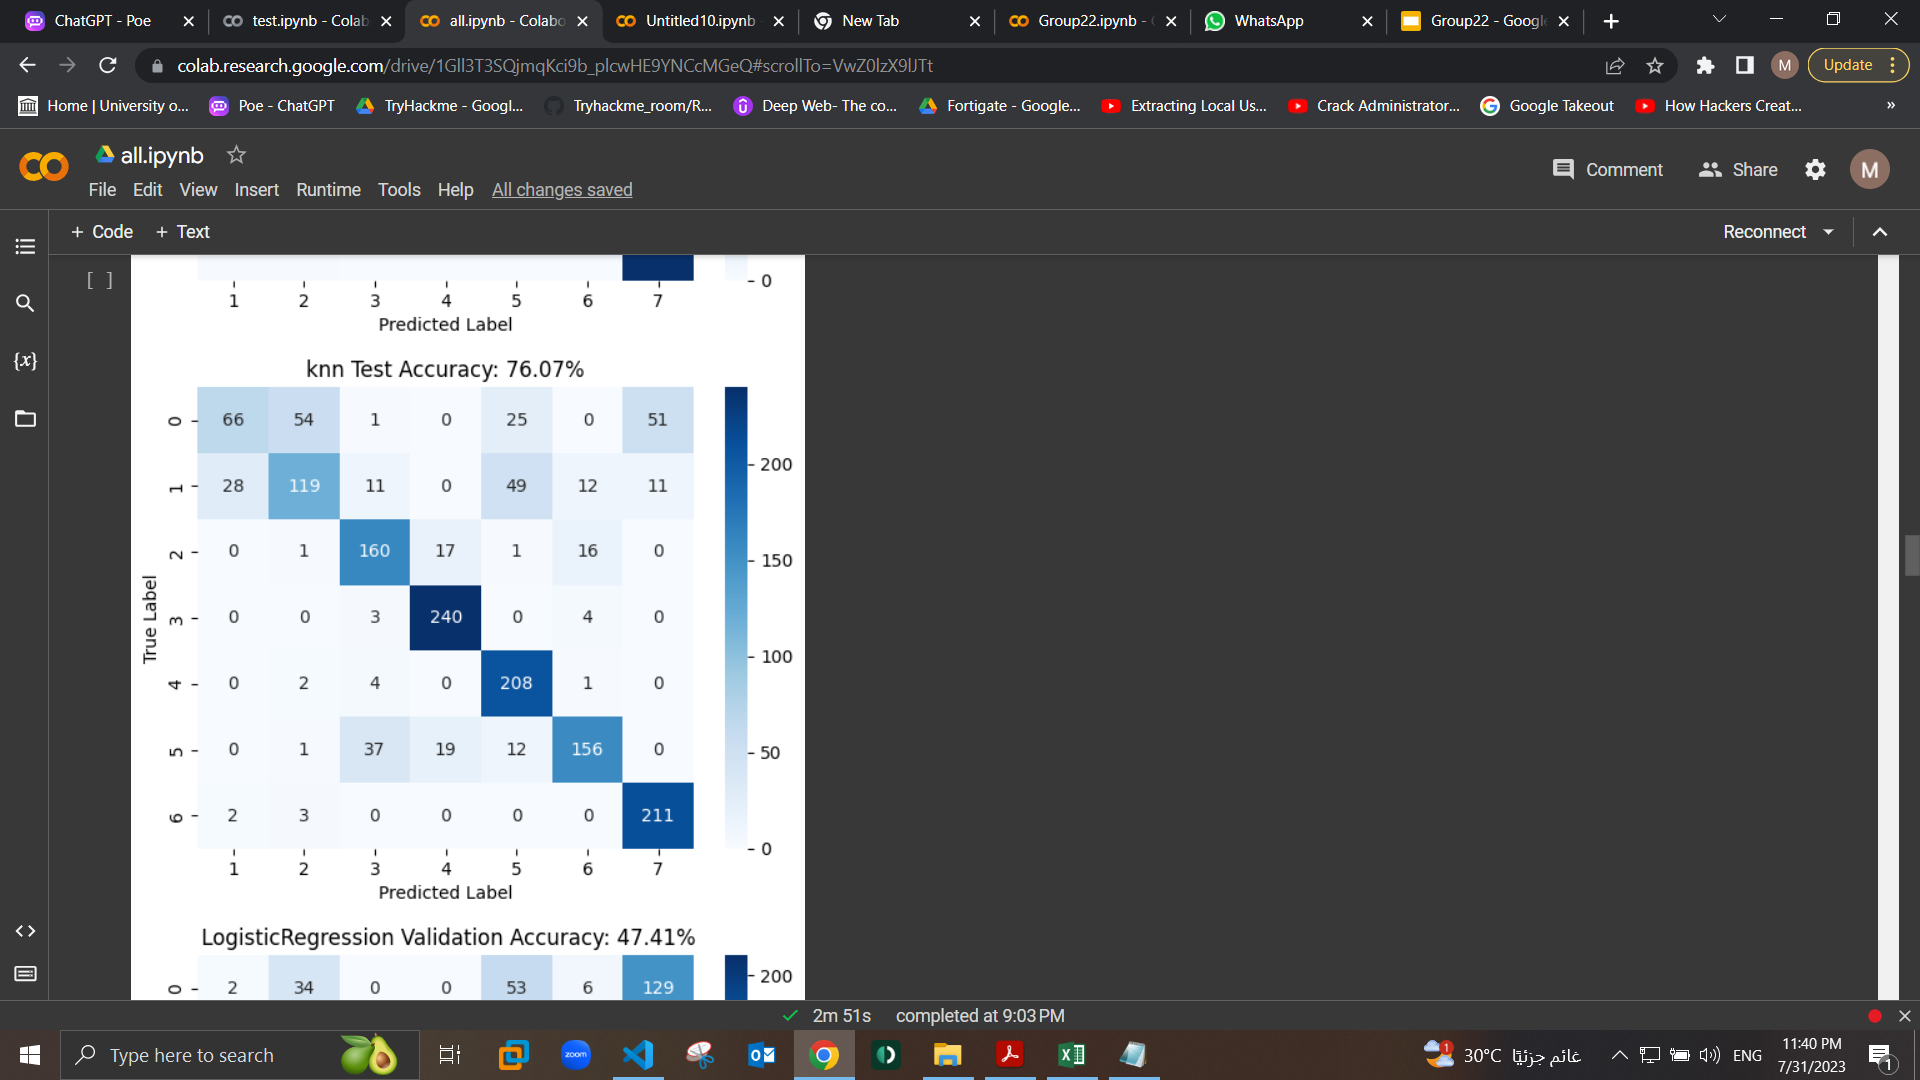 ChatGPT - Poe
test.ipynb - Colab
all.ipynb - Colabo
Untitled10.ipynb
New Tab
Group22.ipynb -
WhatsApp
Group22 - Google
colab.research.google.com/drive/1Gll3T3SQjmqKci9b_plcwHE9YNCcMGeQ#scrollTo=VwZ0lzX9lJTt
M
Update
Home | University o...
Poe - ChatGPT
TryHackme - Googl...
Tryhackme_room/R...
Deep Web- The co...
Fortigate - Google...
Extracting Local Us...
Crack Administrator...
Google Takeout
How Hackers Creat...
»
all.ipynb
Comment
Share
M
File Edit View Insert Runtime Tools Help All changes saved
+ Code + Text
Reconnect
[ ]
0
1 2 3 4 5 6 7
Predicted Label
knn Test Accuracy: 76.07%
0 66 54 1 0 25 0 51
1 28 119 11 0 49 12 11
2 0 1 160 17 1 16 0
3 0 0 3 240 0 4 0
4 0 2 4 0 208 1 0
5 0 1 37 19 12 156 0
6 2 3 0 0 0 0 211
True Label
200
150
100
50
0
1 2 3 4 5 6 7
Predicted Label
LogisticRegression Validation Accuracy: 47.41%
0 2 34 0 0 53 6 129
200
{x}
2m 51s completed at 9:03 PM
Type here to search
zoom
1
30°C غائم جزئيًا
ENG
11:40 PM
7/31/2023
1